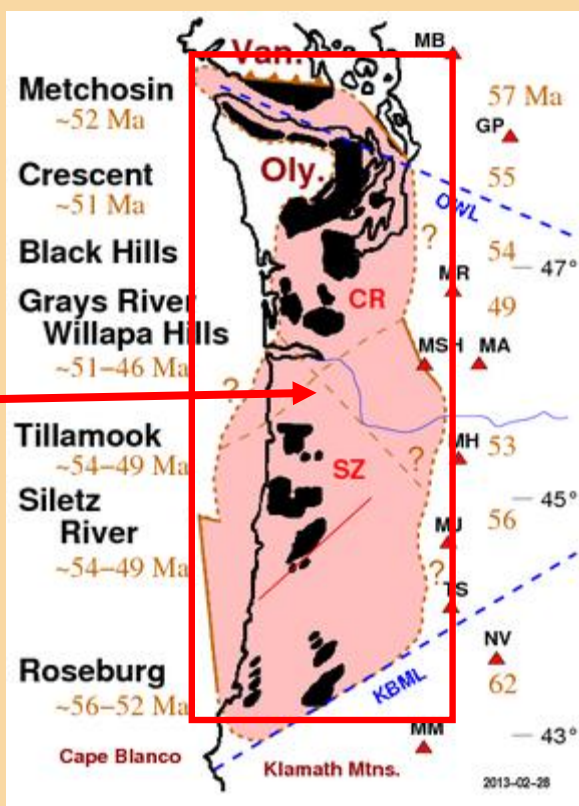 Van.
MB
Metchosin
~52 Ma
57 Ma
GP
Crescent
~51 Ma
Oly.
55
OWL
Black Hills
?
54
47°
MR
Grays River
Willapa Hills
~51–46 Ma
CR
49
MSH
MA
?
Tillamook
~54–49 Ma
SZ
?
MH
53
45°
Siletz
River
~54–49 Ma
56
MJ
?
TS
NV
Roseburg
~56–52 Ma
KBML
62
MM
43°
Cape Blanco
Klamath Mtns.
2013–02–28